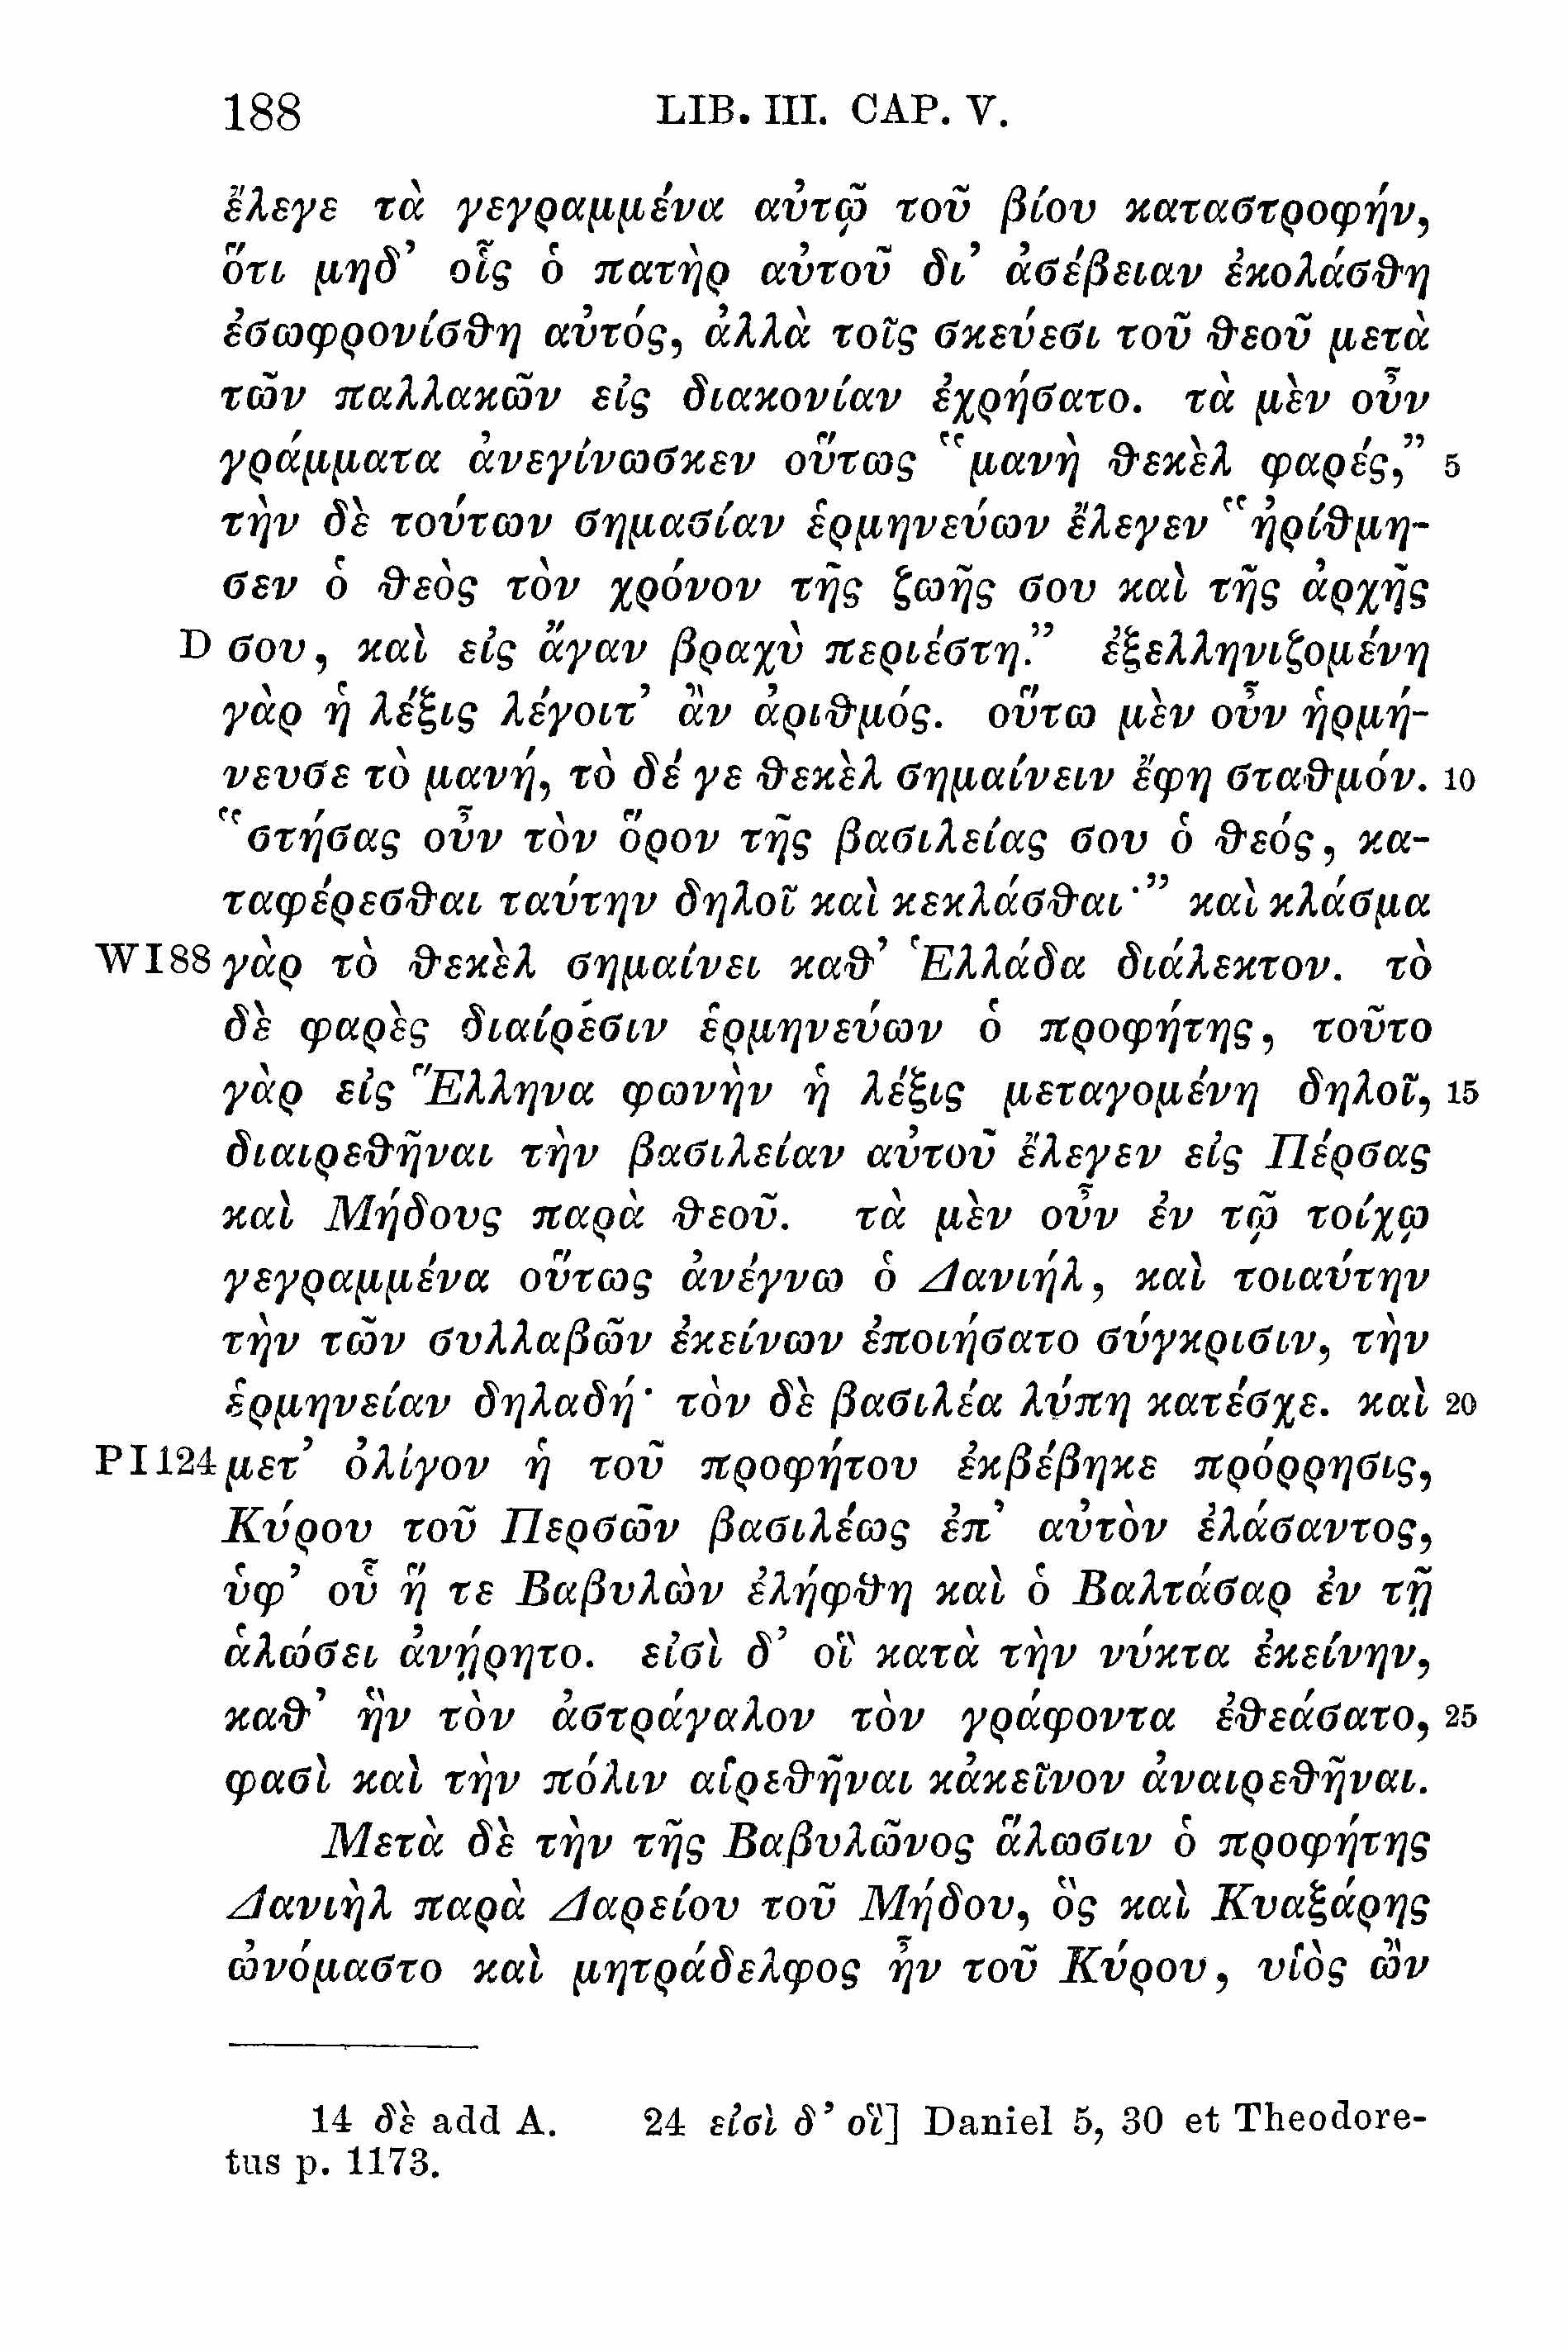 188 LIB. III. CAP. V.
ἔλεγε τὰ γεγραμμένα αὐτῷ τοῦ βίου καταστροφήν,
ὅτι μηδ᾽ οἷς ὁ πατὴρ αὐτοῦ δι᾽ ἀσέβειαν ἐκολάσθη
ἐσωφρονίσθη αὐτός, ἀλλὰ τοῖς σκεύεσι τοῦ θεοῦ μετὰ
τῶν παλλακῶν εἰς διακονίαν ἐχρήσατο. τὰ μὲν οὖν
γράμματα ἀνεγίνωσκεν οὕτως “μανὴ θεκὲλ φαρές,” 5
τὴν δὲ τούτων σημασίαν ἑρμηνεύων ἔλεγεν “ἠρίθμη-
σεν ὁ θεὸς τὸν χρόνον τῆς ζωῆς σου καὶ τῆς ἀρχῆς
D σου, καὶ εἰς ἄγαν βραχὺ περιέστη.” ἐξελληνιζομένη
γὰρ ἡ λέξις λέγοιτ᾽ ἂν ἀριθμός. οὕτω μὲν οὖν ἡρμή-
νευσε τὸ μανή, τὸ δέ γε θεκὲλ σημαίνειν ἔφη σταθμόν. 10
“στήσας οὖν τὸν ὅρον τῆς βασιλείας σου ὁ θεός, κα-
ταφέρεσθαι ταύτην δηλοῖ καὶ κεκλάσθαι·” καὶ κλάσμα
W I 88 γὰρ τὸ θεκὲλ σημαίνει καθ᾽ Ἑλλάδα διάλεκτον. τὸ
δὲ φαρὲς διαίρεσιν ἑρμηνεύων ὁ προφήτης, τοῦτο
γὰρ εἰς Ἕλληνα φωνὴν ἡ λέξις μεταγομένη δηλοῖ, 15
διαιρεθῆναι τὴν βασιλείαν αὐτοῦ ἔλεγεν εἰς Πέρσας
καὶ Μήδους παρὰ θεοῦ. τὰ μὲν οὖν ἐν τῷ τοίχῳ
γεγραμμένα οὕτως ἀνέγνω ὁ Δανιήλ, καὶ τοιαύτην
τὴν τῶν συλλαβῶν ἐκείνων ἐποιήσατο σύγκρισιν, τὴν
ἑρμηνείαν δηλαδή· τὸν δὲ βασιλέα λύπη κατέσχε. καὶ 20
P I 124 μετ᾽ ὀλίγον ἡ τοῦ προφήτου ἐκβέβηκε πρόρρησις,
Κύρου τοῦ Περσῶν βασιλέως ἐπ᾽ αὐτὸν ἐλάσαντος,
ὑφ᾽ οὗ ἥ τε Βαβυλὼν ἐλήφθη καὶ ὁ Βαλτάσαρ ἐν τῇ
ἁλώσει ἀνῄρητο. εἰσὶ δ᾽ οἳ κατὰ τὴν νύκτα ἐκείνην,
καθ᾽ ἣν τὸν ἀστράγαλον τὸν γράφοντα ἐθεάσατο, 25
φασὶ καὶ τὴν πόλιν αἱρεθῆναι κἀκεῖνον ἀναιρεθῆναι.
Μετὰ δὲ τὴν τῆς Βαβυλῶνος ἅλωσιν ὁ προφήτης
Δανιὴλ παρὰ Δαρείου τοῦ Μήδου, ὃς καὶ Κυαξάρης
ὠνόμαστο καὶ μητράδελφος ἦν τοῦ Κύρου, υἱὸς ὢν
14 δὲ add A. 24 εἰσὶ δ᾽ οἳ] Daniel 5, 30 et Theodore-
tus p. 1173.